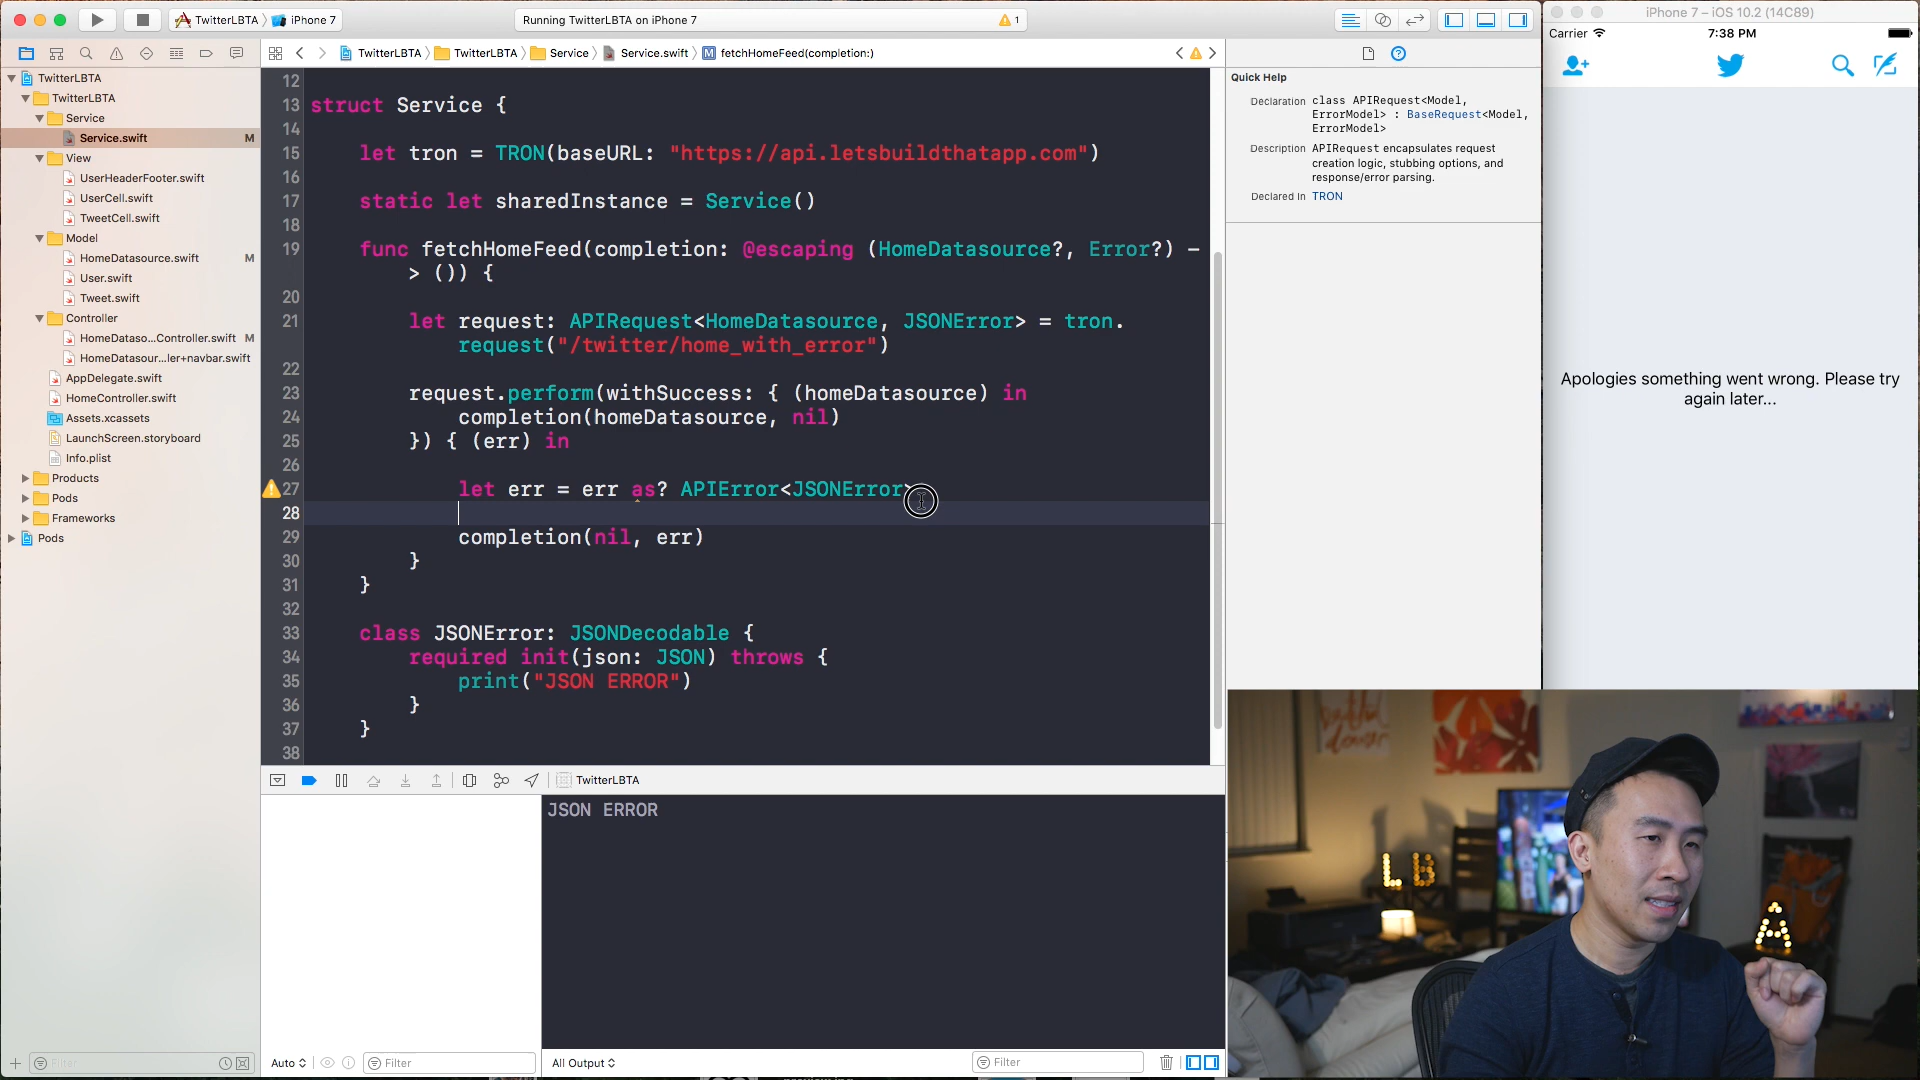 TwitterLBTA
iPhone 7
Running TwitterLBTA on iPhone 7
1
iPhone 7 – iOS 10.2 (14C89)
Carrier
7:38 PM
TwitterLBTA
TwitterLBTA
Service
Service.swift
fetchHomeFeed(completion:)
TwitterLBTA
TwitterLBTA
Service
Service.swift M
View
UserHeaderFooter.swift
UserCell.swift
TweetCell.swift
Model
HomeDatasource.swift M
User.swift
Tweet.swift
Controller
HomeDataso...Controller.swift M
HomeDatasour...ler+navbar.swift
AppDelegate.swift
HomeController.swift
Assets.xcassets
LaunchScreen.storyboard
Info.plist
Products
Pods
Frameworks
Pods
Filter
12
13 struct Service {
14
15 let tron = TRON(baseURL: "https://api.letsbuildthatapp.com")
16
17 static let sharedInstance = Service()
18
19 func fetchHomeFeed(completion: @escaping (HomeDatasource?, Error?) -
> ()) {
20
21 let request: APIRequest<HomeDatasource, JSONError> = tron.
request("/twitter/home_with_error")
22
23 request.perform(withSuccess: { (homeDatasource) in
24 completion(homeDatasource, nil)
25 }) { (err) in
26
27 let err = err as? APIError<JSONError>
28
29 completion(nil, err)
30 }
31 }
32
33 class JSONError: JSONDecodable {
34 required init(json: JSON) throws {
35 print("JSON ERROR")
36 }
37 }
38
TwitterLBTA
JSON ERROR
Auto
Filter
All Output
Filter
Quick Help
Declaration class APIRequest<Model,
ErrorModel> : BaseRequest<Model,
ErrorModel>
Description APIRequest encapsulates request
creation logic, stubbing options, and
response/error parsing.
Declared In TRON
Apologies something went wrong. Please try
again later...
L B
A